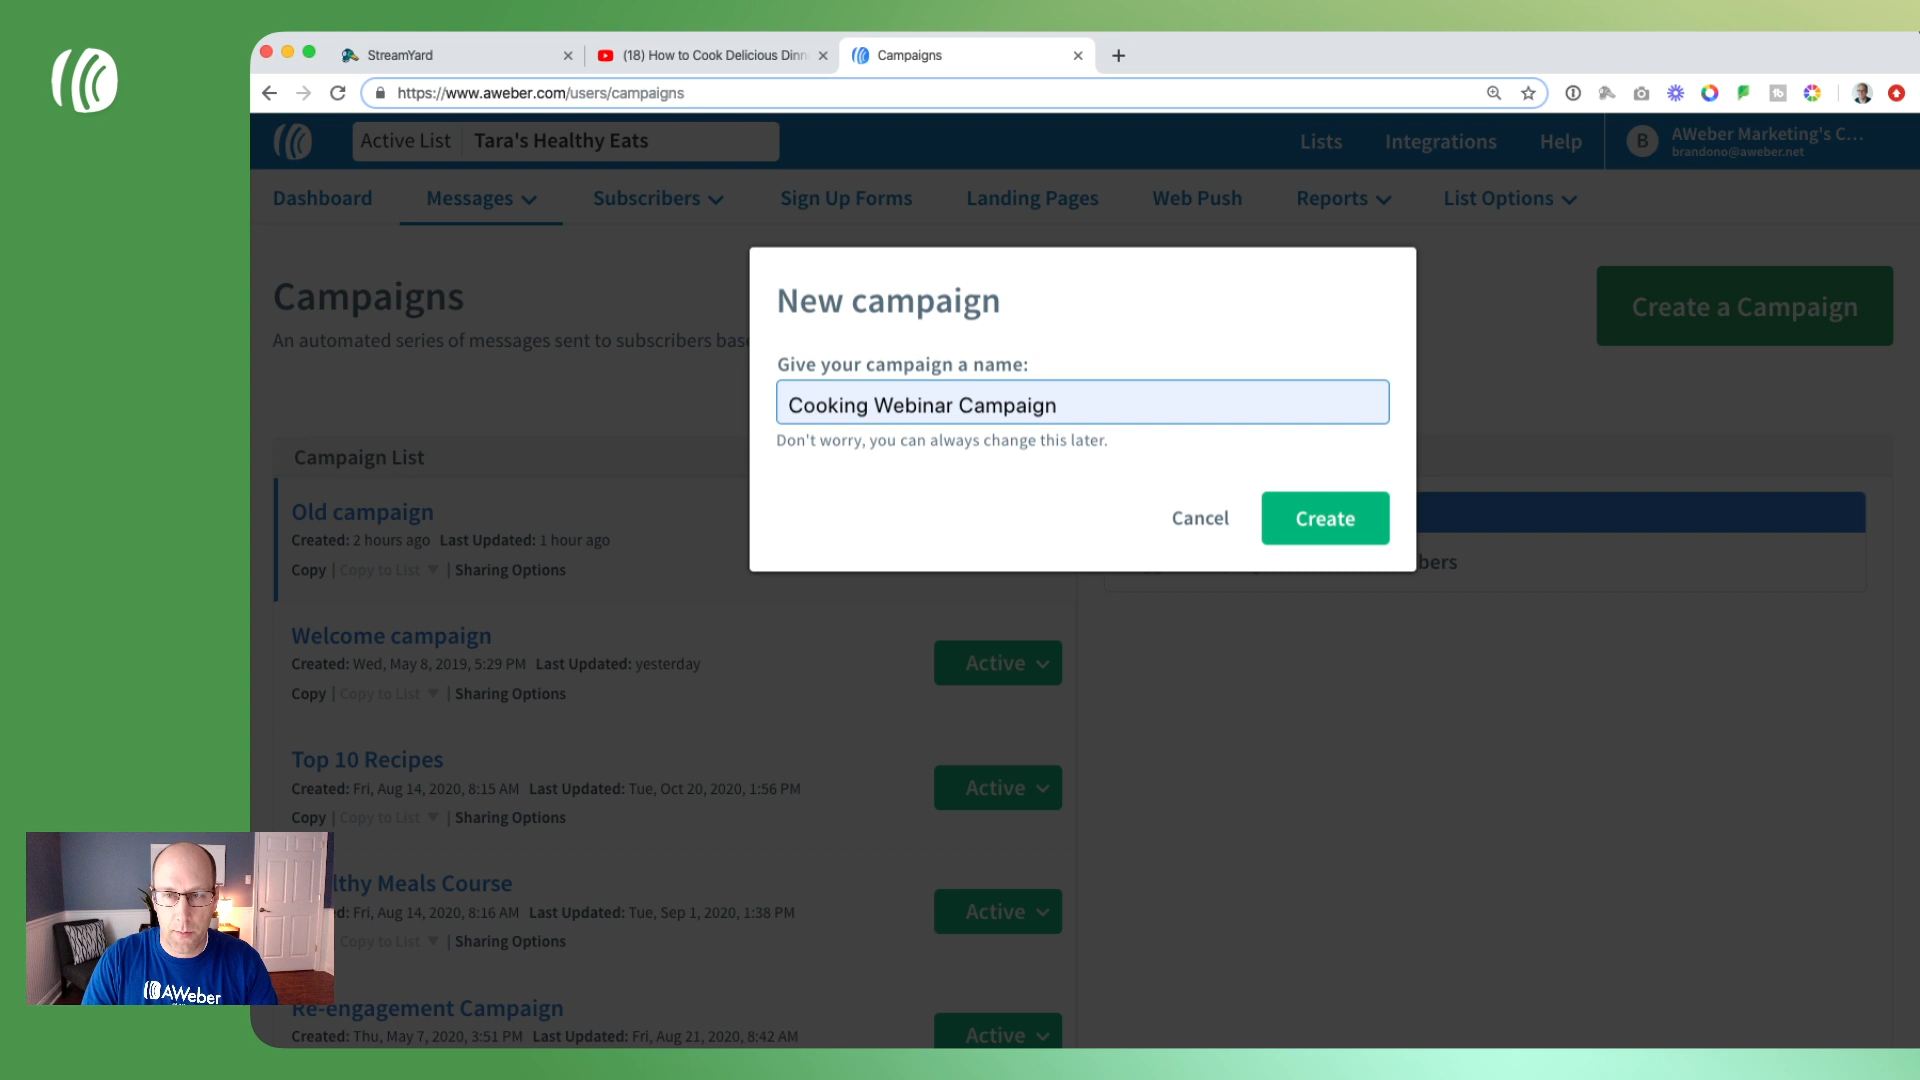 StreamYard
(18) How to Cook Delicious Dinn
Campaigns
https://www.aweber.com/users/campaigns
Active List Tara's Healthy Eats
Lists Integrations Help
B AWeber Marketing's C...
brandono@aweber.net
Dashboard Messages Subscribers Sign Up Forms Landing Pages Web Push Reports List Options
Campaigns
An automated series of messages sent to subscribers bas
Create a Campaign
New campaign
Give your campaign a name:
Cooking Webinar Campaign
Don't worry, you can always change this later.
Cancel Create
bers
Campaign List
Old campaign
Created: 2 hours ago Last Updated: 1 hour ago
Copy | Copy to List ▼ | Sharing Options
Welcome campaign
Created: Wed, May 8, 2019, 5:29 PM Last Updated: yesterday
Copy | Copy to List ▼ | Sharing Options
Active
Top 10 Recipes
Created: Fri, Aug 14, 2020, 8:15 AM Last Updated: Tue, Oct 20, 2020, 1:56 PM
Copy | Copy to List ▼ | Sharing Options
Active
lthy Meals Course
d: Fri, Aug 14, 2020, 8:16 AM Last Updated: Tue, Sep 1, 2020, 1:38 PM
Copy to List ▼ | Sharing Options
Active
Re-engagement Campaign
Created: Thu, May 7, 2020, 3:51 PM Last Updated: Fri, Aug 21, 2020, 8:42 AM
Active
AWeber